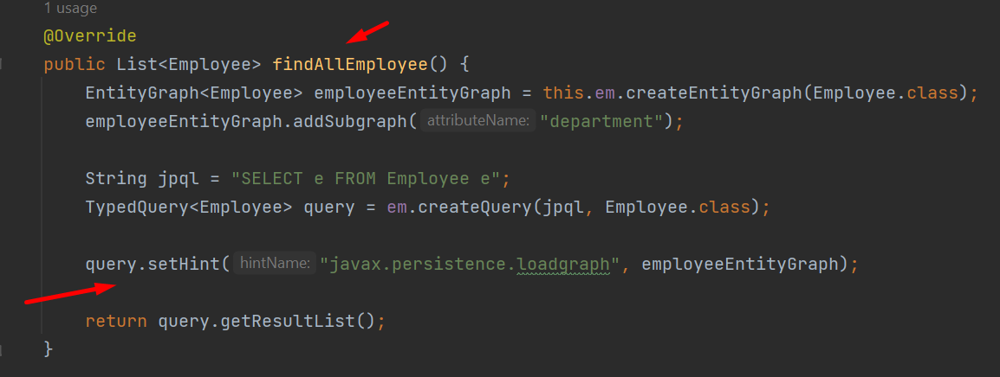 1 usage
@Override
public List<Employee> findAllEmployee() {
EntityGraph<Employee> employeeEntityGraph = this.em.createEntityGraph(Employee.class);
employeeEntityGraph.addSubgraph( attributeName: "department");
String jpql = "SELECT e FROM Employee e";
TypedQuery<Employee> query = em.createQuery(jpql, Employee.class);
query.setHint( hintName: "javax.persistence.loadgraph", employeeEntityGraph);
return query.getResultList();
}